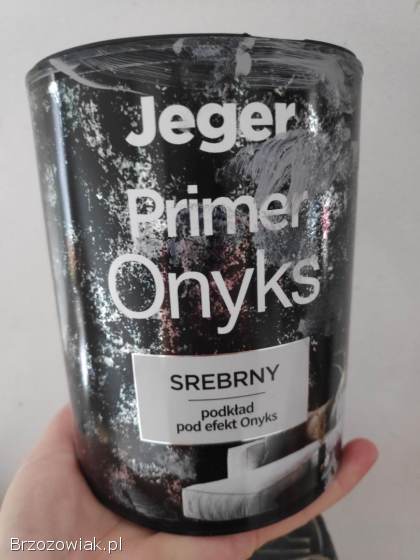 Jeger
Primer
Onyks
SREBRNY
podkład
pod efekt Onyks
Brzozowiak.pl